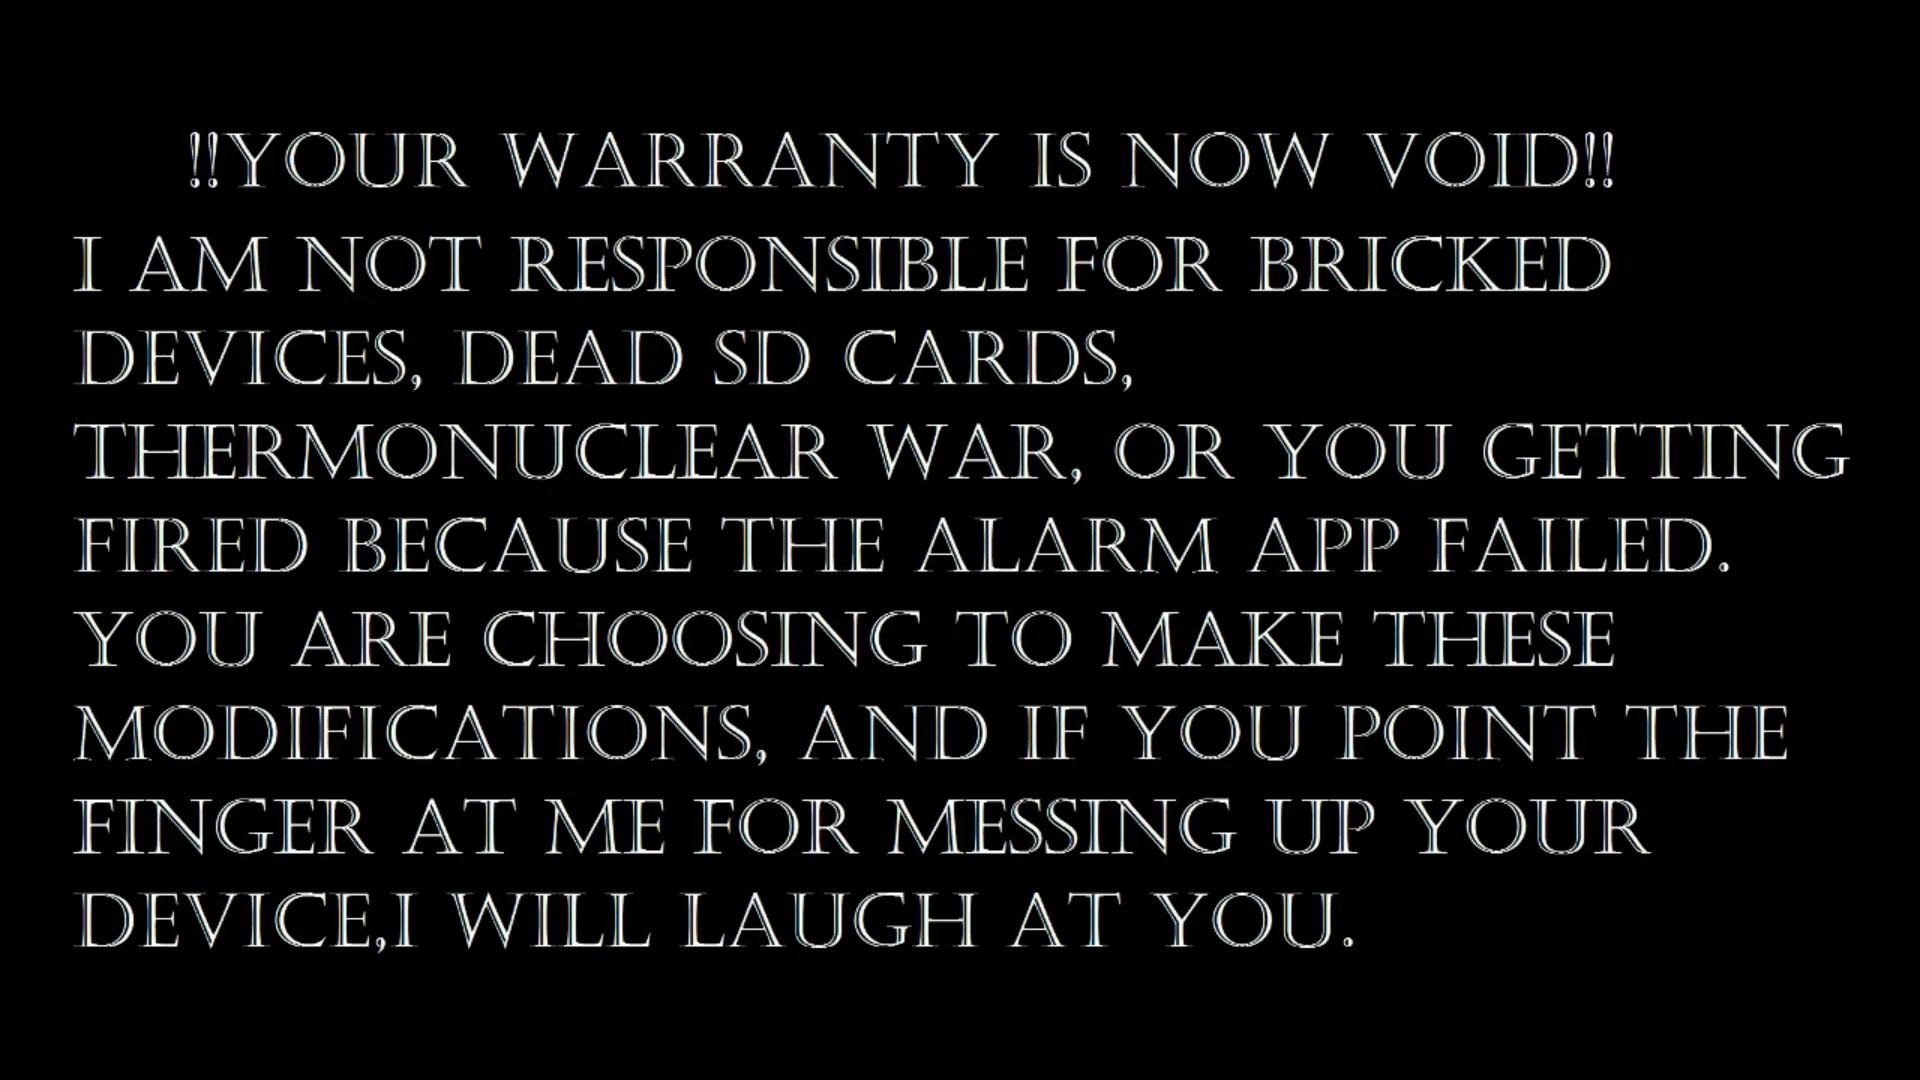 !!YOUR WARRANTY IS NOW VOID!!
I AM NOT RESPONSIBLE FOR BRICKED
DEVICES, DEAD SD CARDS,
THERMONUCLEAR WAR, OR YOU GETTING
FIRED BECAUSE THE ALARM APP FAILED.
YOU ARE CHOOSING TO MAKE THESE
MODIFICATIONS, AND IF YOU POINT THE
FINGER AT ME FOR MESSING UP YOUR
DEVICE,I WILL LAUGH AT YOU.